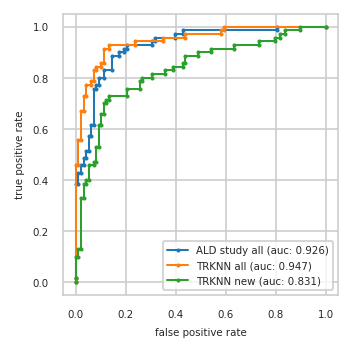 1.0
0.8
0.6
0.4
0.2
0.0
true positive rate
ALD study all (auc: 0.926)
TRKNN all (auc: 0.947)
TRKNN new (auc: 0.831)
0.0 0.2 0.4 0.6 0.8 1.0
false positive rate